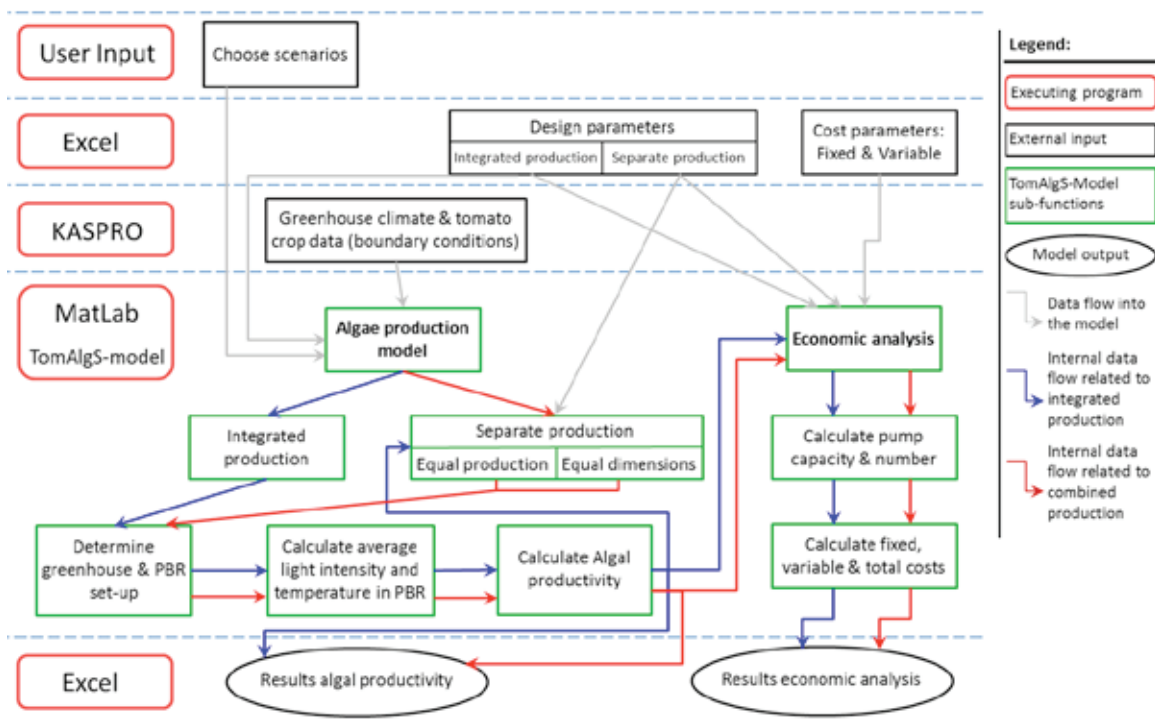 User Input
Choose scenarios
Excel
Design parameters
Integrated production
Separate production
Cost parameters:
Fixed & Variable
KASPRO
Greenhouse climate & tomato
crop data (boundary conditions)
MatLab
TomAlgS-model
Algae production
model
Economic analysis
Integrated
production
Separate production
Equal production
Equal dimensions
Calculate pump
capacity & number
Determine
greenhouse & PBR
set-up
Calculate average
light intensity and
temperature in PBR
Calculate Algal
productivity
Calculate fixed,
variable & total costs
Excel
Results algal productivity
Results economic analysis
Legend:
Executing program
External input
TomAlgS-Model
sub-functions
Model output
Data flow into
the model
Internal data
flow related to
integrated
production
Internal data
flow related to
combined
production